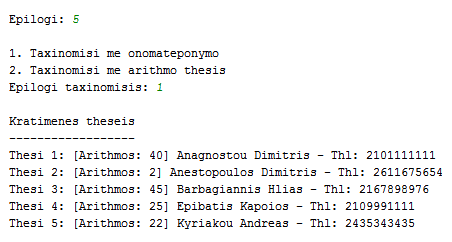 Epilogi: 5
1. Taxinomisi me onomateponymo
2. Taxinomisi me arithmo thesis
Epilogi taxinomisis: 1
Kratimenes theseis
------------------
Thesi 1: [Arithmos: 40] Anagnostou Dimitris - Thl: 2101111111
Thesi 2: [Arithmos: 2] Anestopoulos Dimitris - Thl: 2611675654
Thesi 3: [Arithmos: 45] Barbagiannis Hlias - Thl: 2167898976
Thesi 4: [Arithmos: 25] Epibatis Kapoios - Thl: 2109991111
Thesi 5: [Arithmos: 22] Kyriakou Andreas - Thl: 2435343435